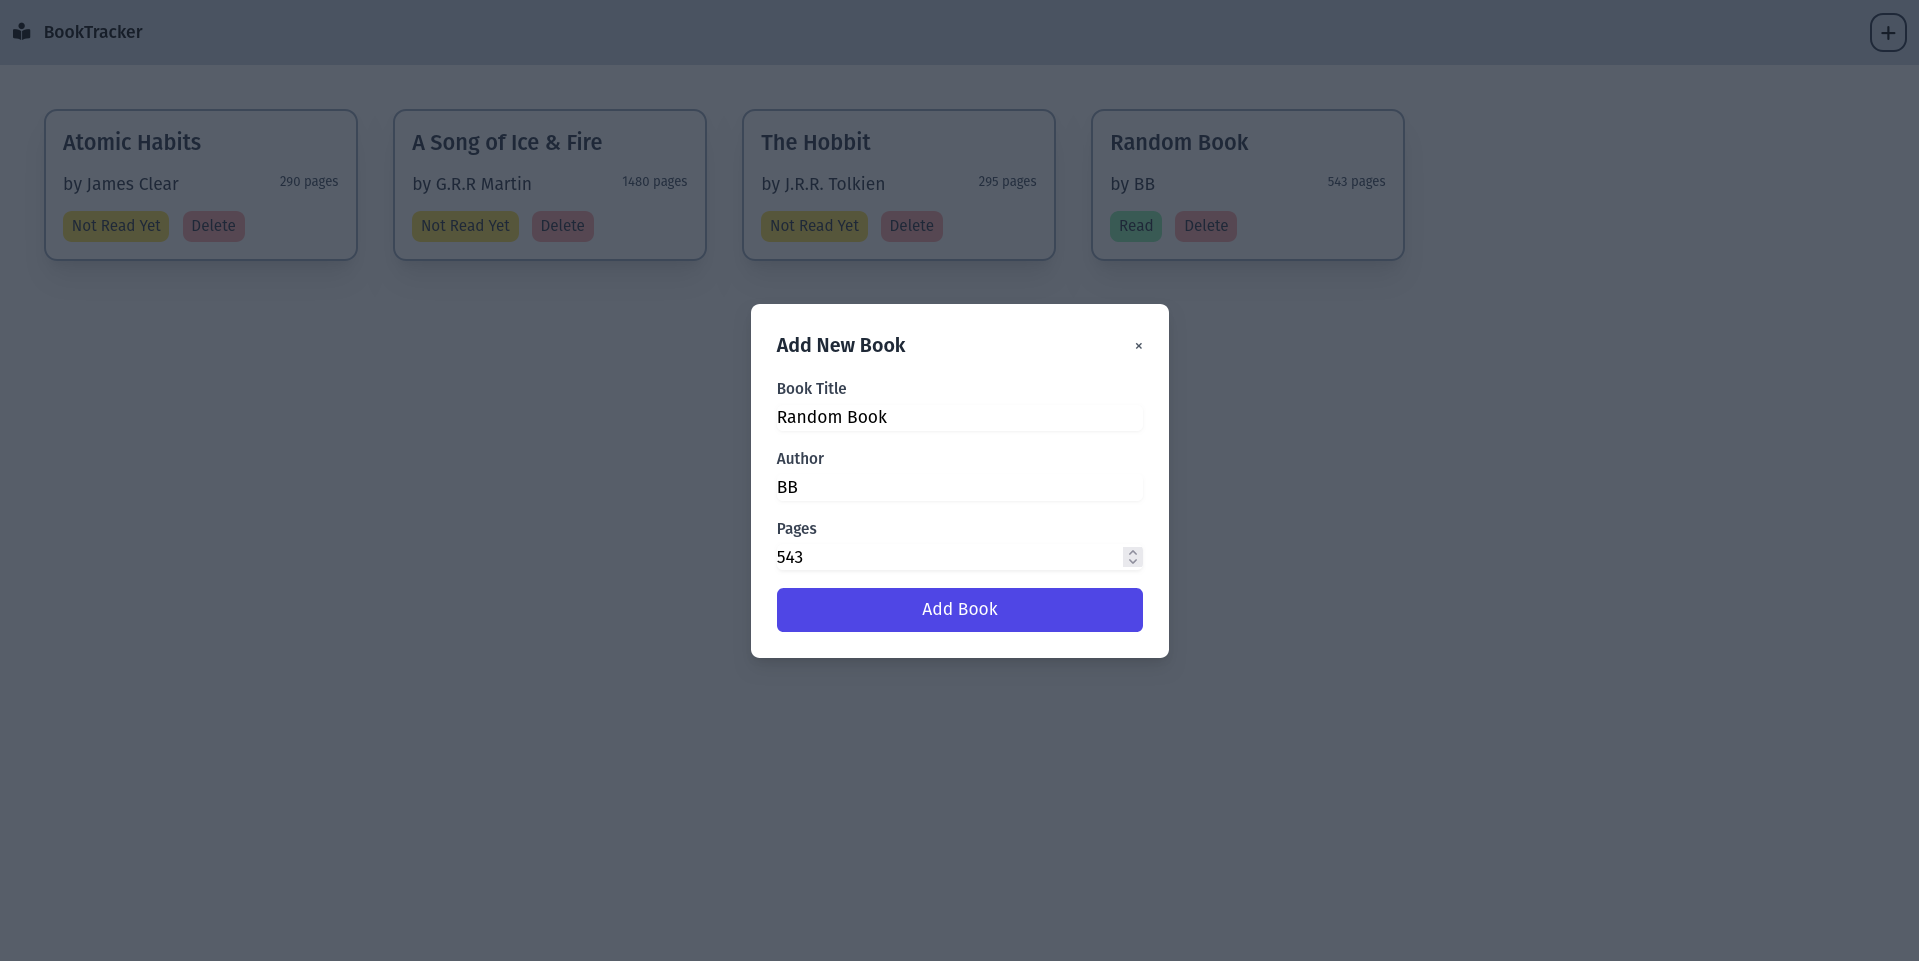 BookTracker
+
Atomic Habits
by James Clear
290 pages
Not Read Yet
Delete
A Song of Ice & Fire
by G.R.R Martin
1480 pages
Not Read Yet
Delete
The Hobbit
by J.R.R. Tolkien
295 pages
Not Read Yet
Delete
Random Book
by BB
543 pages
Read
Delete
Add New Book
×
Book Title
Random Book
Author
BB
Pages
543
Add Book